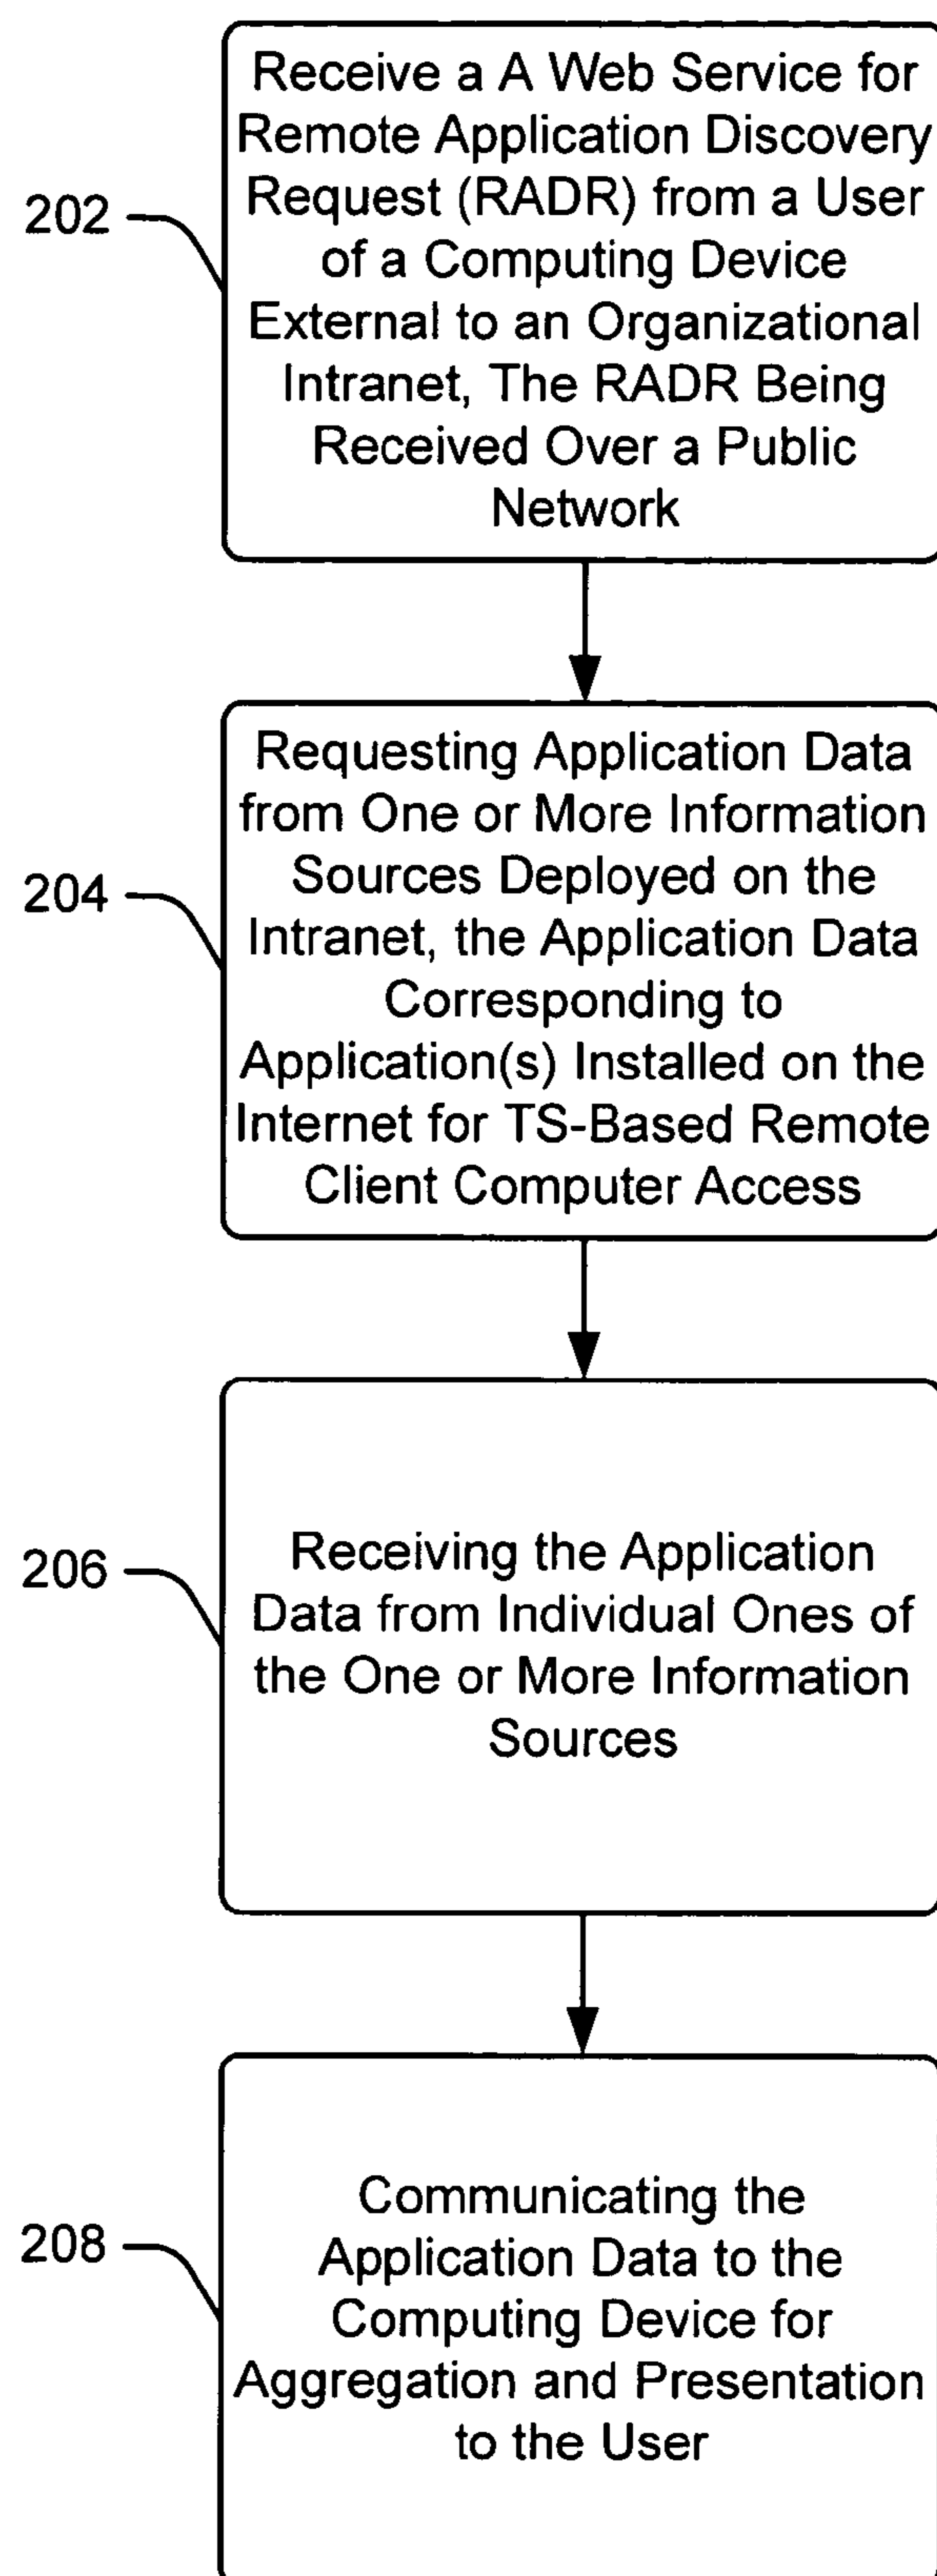 Receive a A Web Service for
Remote Application Discovery
Request (RADR) from a User
of a Computing Device
External to an Organizational
Intranet, The RADR Being
Received Over a Public
Network
202
Requesting Application Data
from One or More Information
Sources Deployed on the
Intranet, the Application Data
Corresponding to
Application(s) Installed on the
Internet for TS-Based Remote
Client Computer Access
204
Receiving the Application
Data from Individual Ones of
the One or More Information
Sources
206
Communicating the
Application Data to the
Computing Device for
Aggregation and Presentation
to the User
208